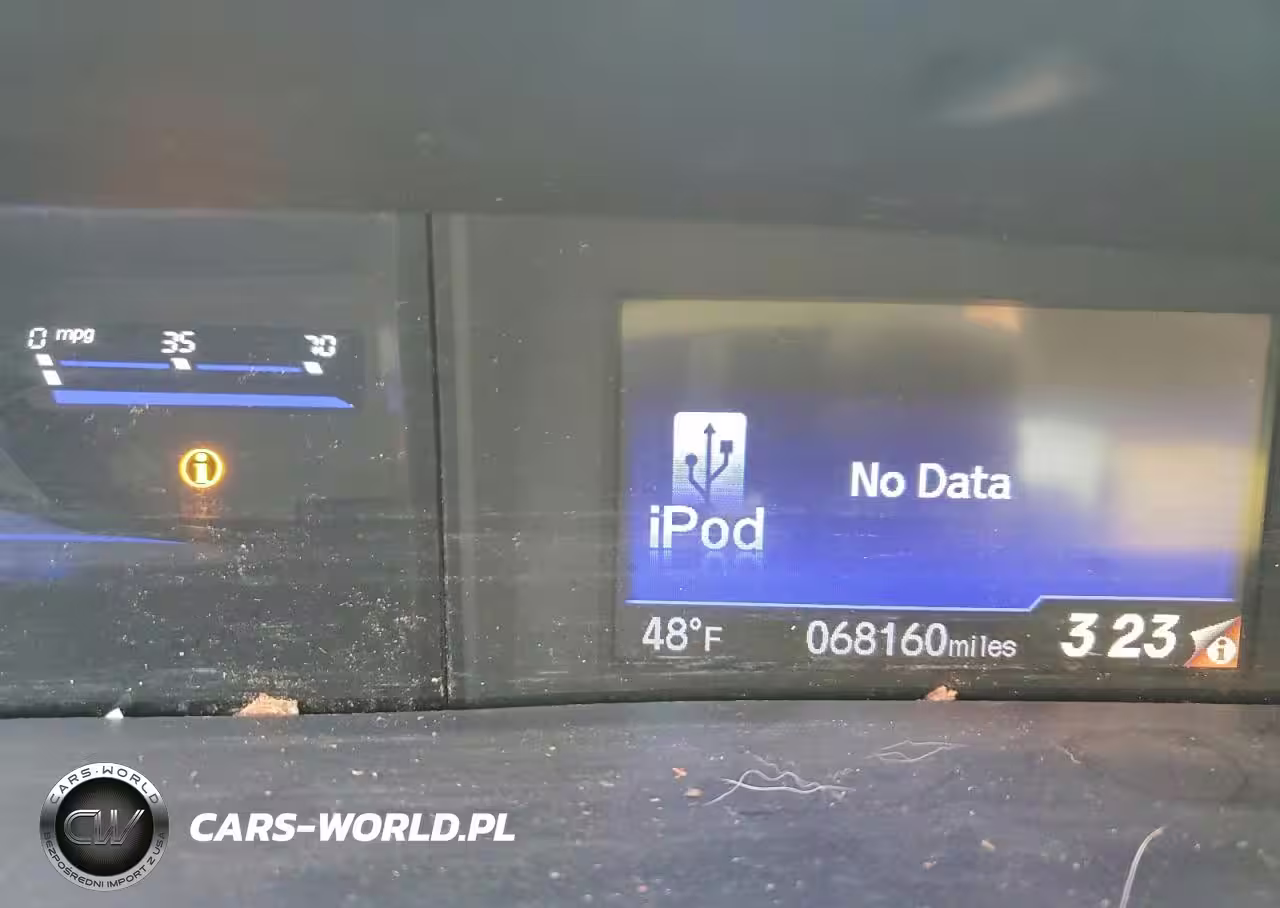 0 mpg 35 70
i
No Data
iPod
48°F 068160miles 3 23 i
CARS-WORLD
CW
BEZPOŚREDNI IMPORT Z USA
CARS-WORLD.PL